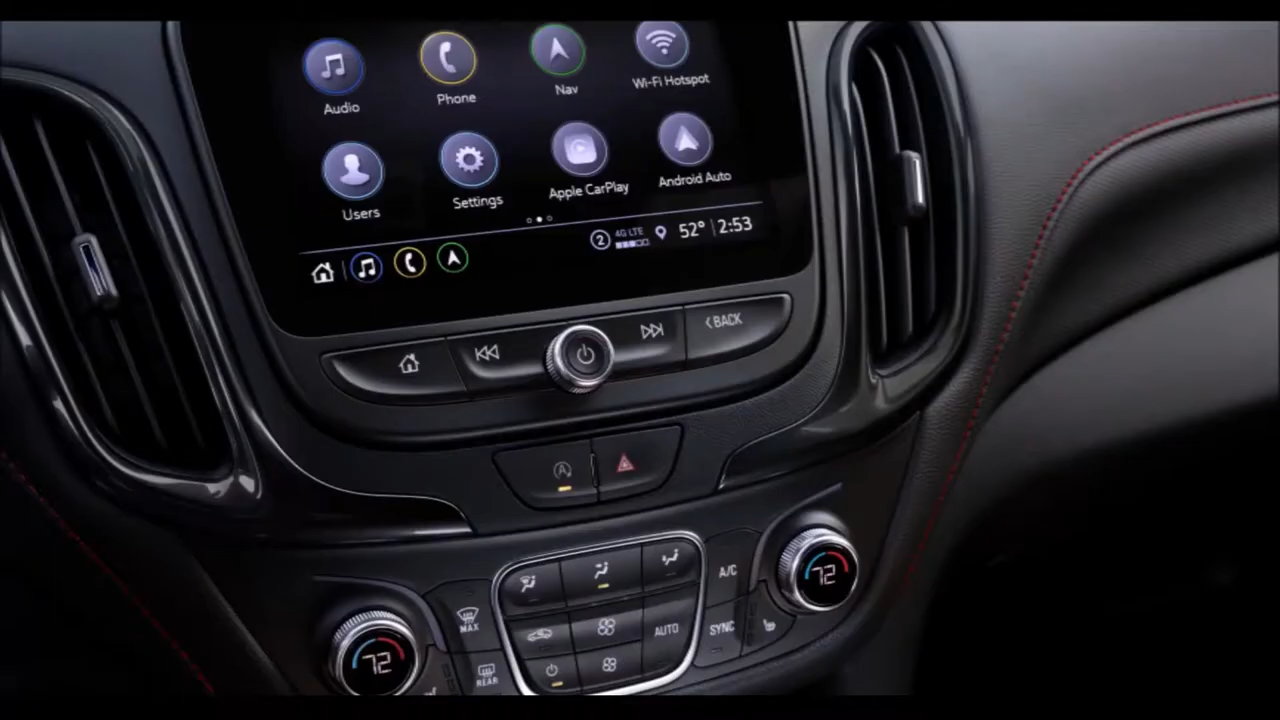 Audio
Phone
Nav
Wi-Fi Hotspot
Users
Settings
Apple CarPlay
Android Auto
2
4G LTE
52° 2:53
BACK
A
A/C
72
MAX
AUTO
SYNC
72
REAR